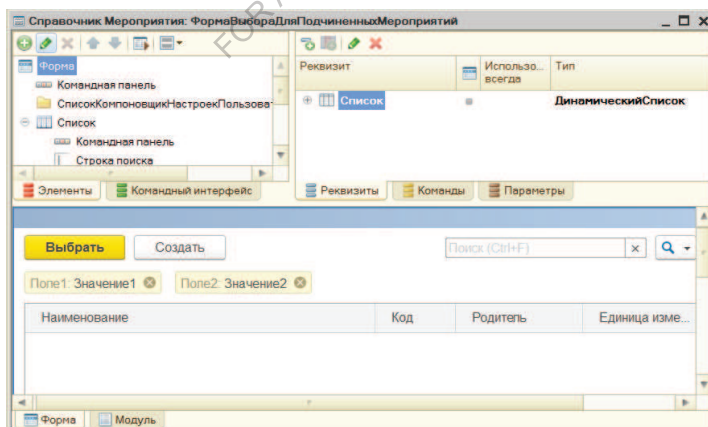 Справочник Мероприятия: ФормаВыбораДляПодчиненныхМероприятий
Форма
Командная панель
СписокКомпоновщикНастроекПользова
Список
Командная панель
Строка поиска
Элементы
Командный интерфейс
Реквизит
Использо... всегда
Тип
Список
ДинамическийСписок
Реквизиты
Команды
Параметры
Выбрать
Создать
Поиск (Ctrl+F)
Поле1: Значение1
Поле2: Значение2
Наименование
Код
Родитель
Единица изме...
Форма
Модуль